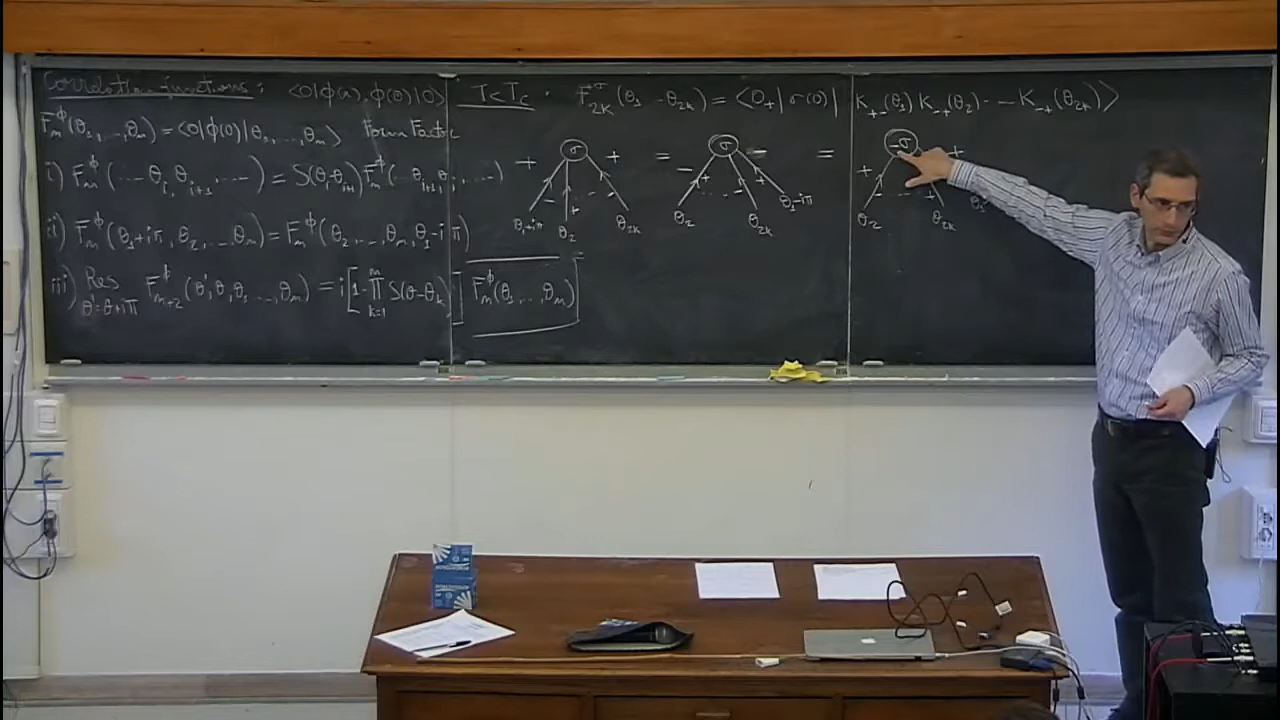 Correlation functions: <0|ϕ(x), ϕ(0)|0>
F_m^ϕ(θ_1,...,θ_m) = <0|ϕ(0)|θ_1,...,θ_m> Form Factor
i) F_m^ϕ(...θ_i,θ_{i+1},...) = S(θ_i-θ_{i+1}) F_m^ϕ(...θ_{i+1},θ_i,...)
ii) F_m^ϕ(θ_1+iπ,θ_2,...,θ_m) = F_m^ϕ(θ_2,...,θ_m,θ_1-iπ)
iii) Res_{θ'=θ+iπ} F_{m+2}^ϕ(θ',θ,θ_1,...,θ_m) = i[1-∏_{k=1}^{m} S(θ-θ_k)] F_m^ϕ(θ_1,...,θ_m)
T<T_c . F_{2k}^σ(θ_1...θ_{2k}) = <0_+|σ(0)| K_{+-}(θ_1) K_{-+}(θ_2)---K_{-+}(θ_{2k})>
+ σ + = - σ - = + -σ +
- + + - + -
θ_1+iπ θ_2 θ_{2k} θ_2 θ_{2k} θ_1-iπ θ_2 θ_{2k}